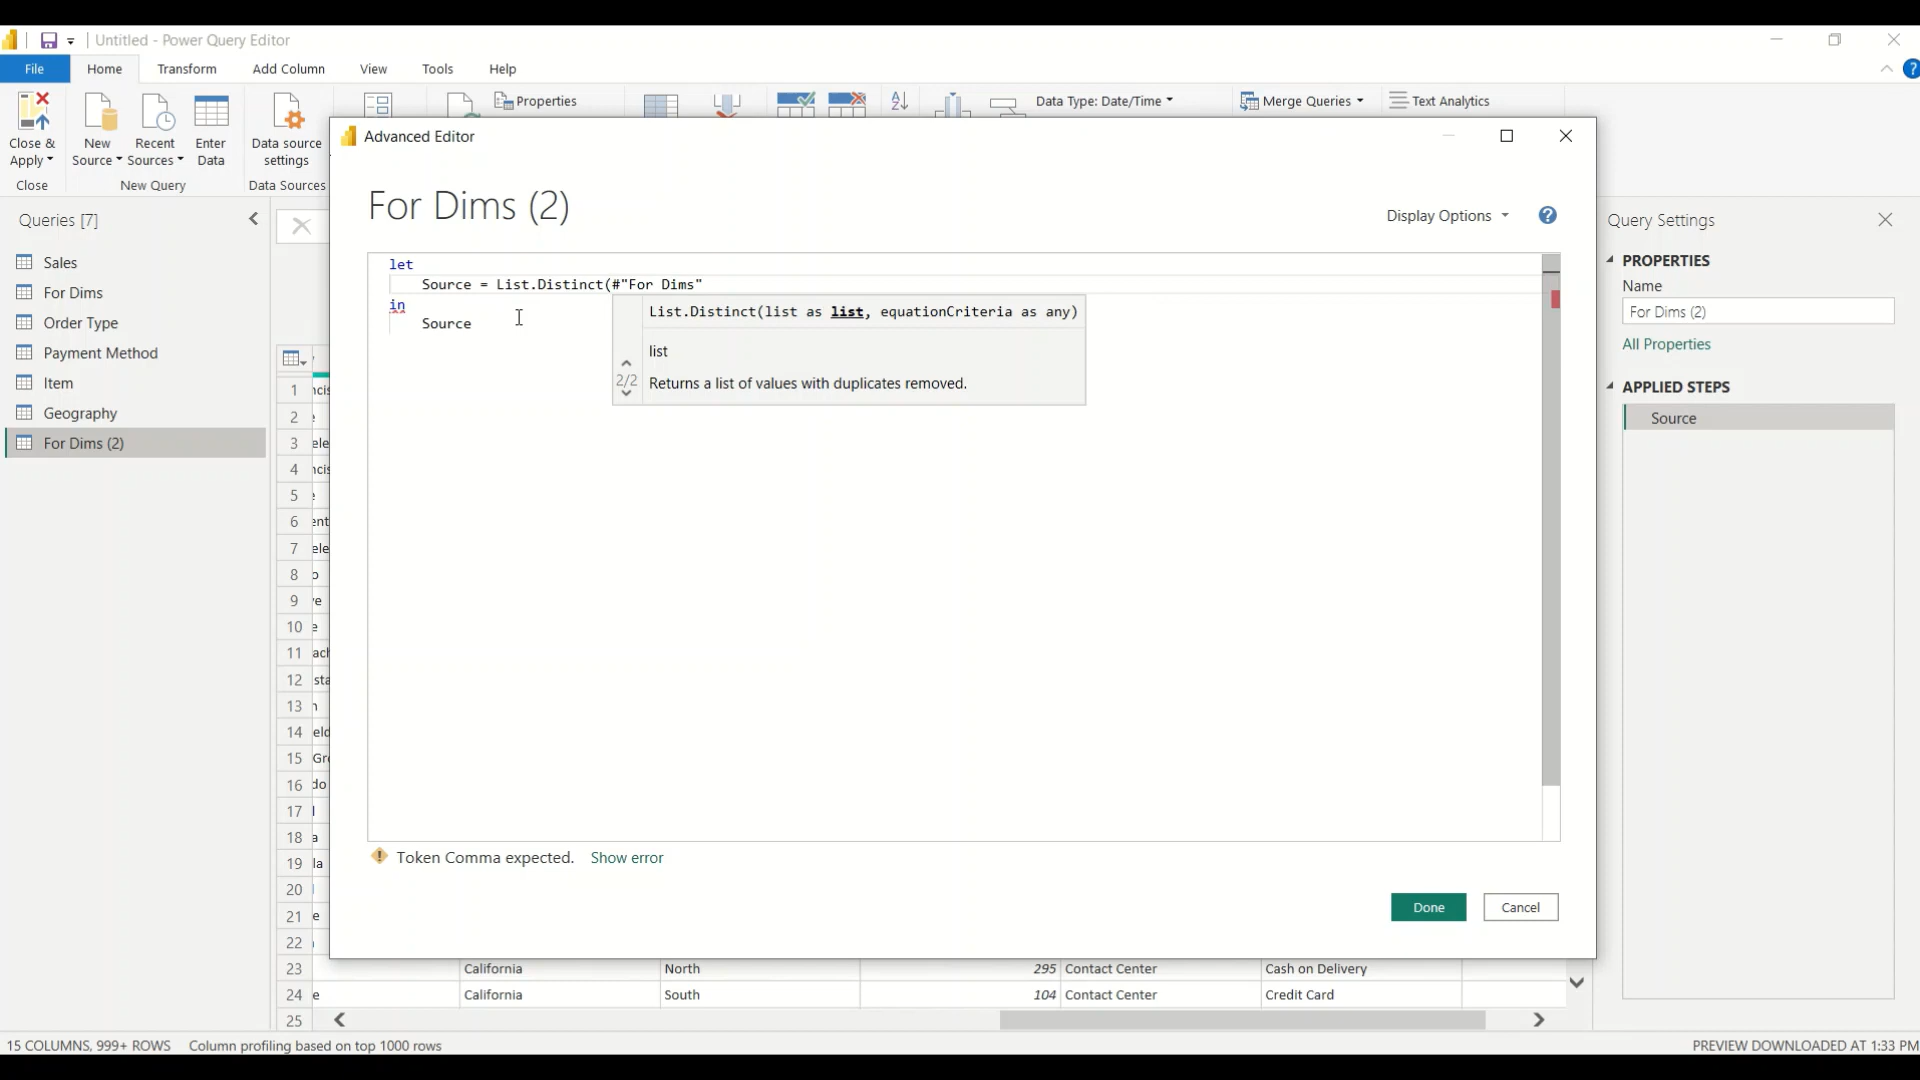 Untitled - Power Query Editor
File Home Transform Add Column View Tools Help
Properties Data Type: Date/Time Merge Queries Text Analytics
Close & Apply New Source Recent Sources Enter Data Data source settings
Close New Query Data Sources
Advanced Editor
For Dims (2)
Display Options
Queries [7]
Sales
For Dims
Order Type
Payment Method
Item
Geography
For Dims (2)
let
Source = List.Distinct(#"For Dims"
in
Source
List.Distinct(list as list, equationCriteria as any)
list
2/2
Returns a list of values with duplicates removed.
Token Comma expected. Show error
Done Cancel
Query Settings
PROPERTIES
Name
For Dims (2)
All Properties
APPLIED STEPS
Source
1
2
3
4
5
6
7
8
9
10
11
12
13
14
15
16
17
18
19
20
21
22
23 California North 295 Contact Center Cash on Delivery
24 California South 104 Contact Center Credit Card
25
15 COLUMNS, 999+ ROWS Column profiling based on top 1000 rows PREVIEW DOWNLOADED AT 1:33 PM